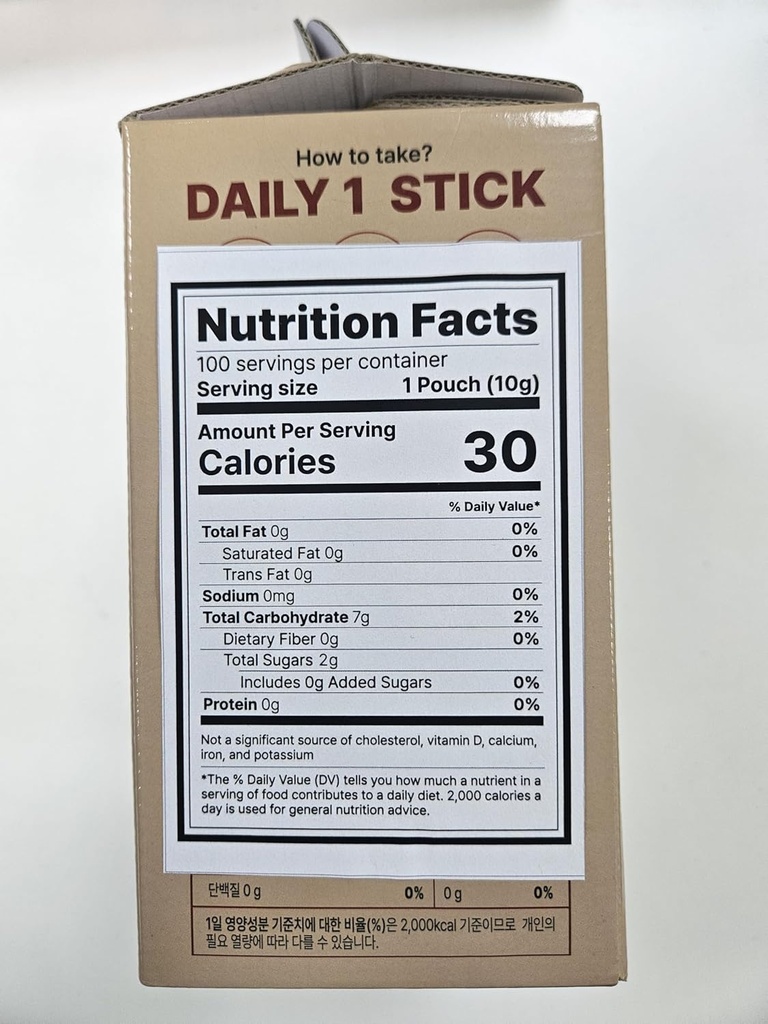 How to take?
DAILY 1 STICK
Nutrition Facts
100 servings per container
Serving size 1 Pouch (10g)
Amount Per Serving
Calories 30
% Daily Value*
Total Fat 0g 0%
Saturated Fat 0g 0%
Trans Fat 0g
Sodium 0mg 0%
Total Carbohydrate 7g 2%
Dietary Fiber 0g 0%
Total Sugars 2g
Includes 0g Added Sugars 0%
Protein 0g 0%
Not a significant source of cholesterol, vitamin D, calcium,
iron, and potassium
*The % Daily Value (DV) tells you how much a nutrient in a
serving of food contributes to a daily diet. 2,000 calories a
day is used for general nutrition advice.
단백질 0 g 0% 0 g 0%
1일 영양성분 기준치에 대한 비율(%)은 2,000kcal 기준이므로 개인의
필요 열량에 따라 다를 수 있습니다.